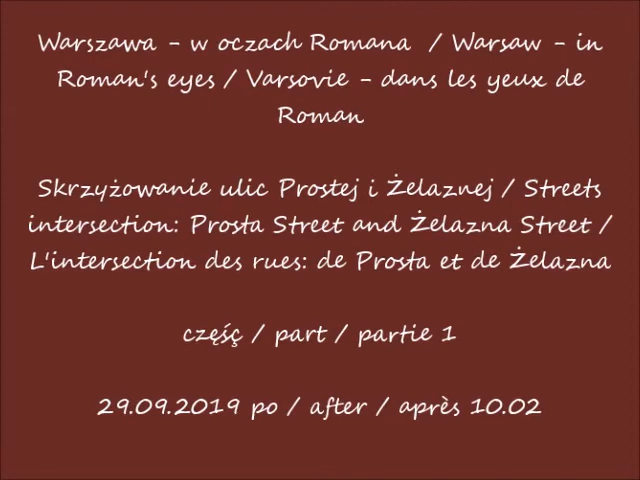 Warszawa - w oczach Romana / Warsaw - in
Roman's eyes / Varsovie - dans les yeux de
Roman
Skrzyżowanie ulic Prostej i Żelaznej / Streets
intersection: Prosta Street and Żelazna Street /
L'intersection des rues: de Prosta et de Żelazna
częśç / part / partie 1
29.09.2019 po / after / après 10.02